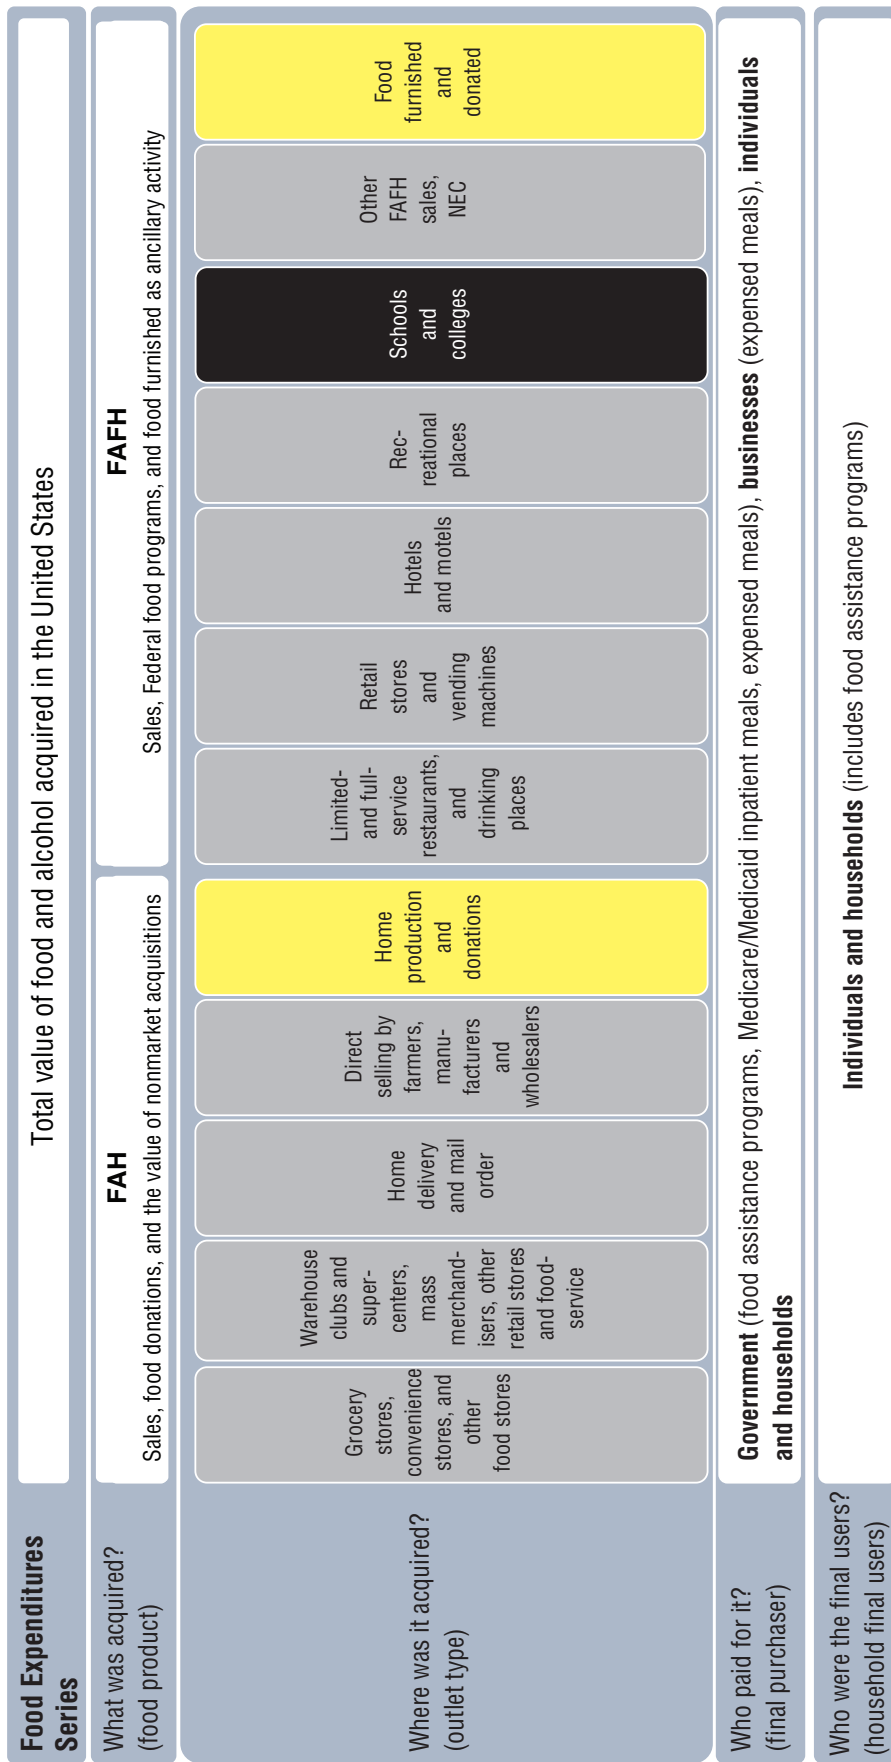 Food Expenditures
Series
Total value of food and alcohol acquired in the United States
What was acquired?
(food product)
FAH
Sales, food donations, and the value of nonmarket acquisitions
FAFH
Sales, Federal food programs, and food furnished as ancillary activity
Where was it acquired?
(outlet type)
Grocery
stores,
convenience
stores, and
other
food stores
Warehouse
clubs and
super-
centers,
mass
merchand-
isers, other
retail stores
and food-
service
Home
delivery
and mail
order
Direct
selling by
farmers,
manu-
facturers
and
wholesalers
Home
production
and
donations
Limited-
and full-
service
restaurants,
and
drinking
places
Retail
stores
and
vending
machines
Hotels
and motels
Rec-
reational
places
Schools
and
colleges
Other
FAFH
sales,
NEC
Food
furnished
and
donated
Who paid for it?
(final purchaser)
Government (food assistance programs, Medicare/Medicaid inpatient meals, expensed meals), businesses (expensed meals), individuals
and households
Who were the final users?
(household final users)
Individuals and households (includes food assistance programs)